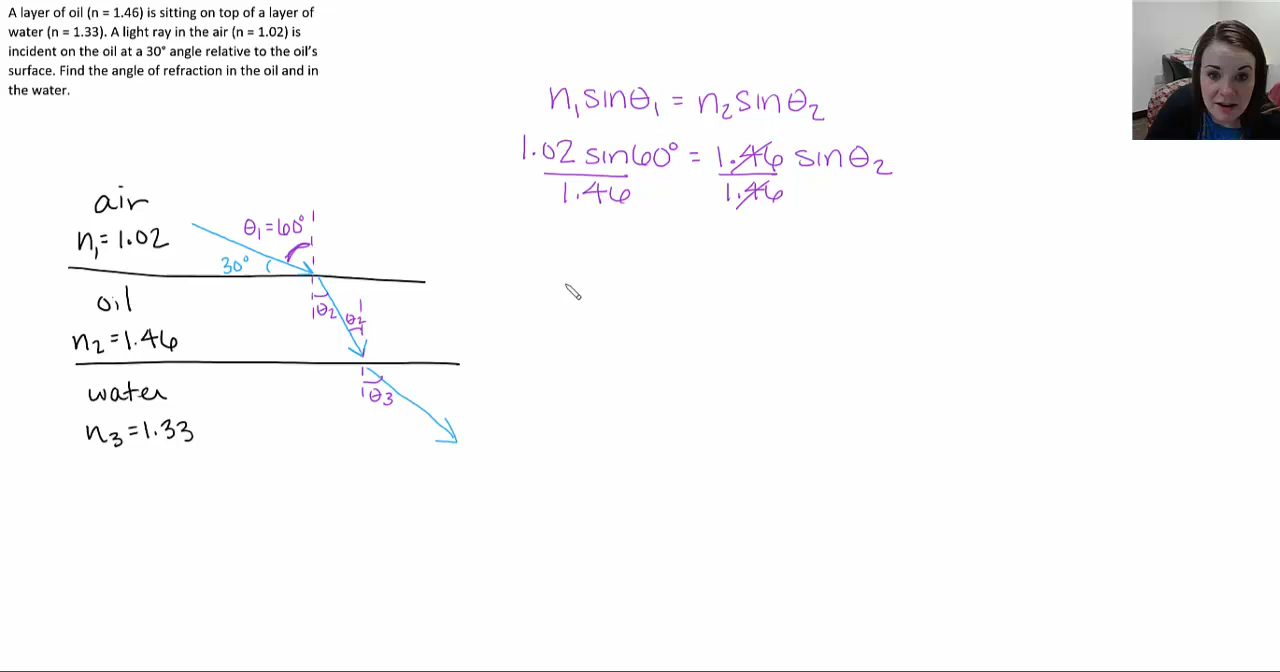 A layer of oil (n = 1.46) is sitting on top of a layer of
water (n = 1.33). A light ray in the air (n = 1.02) is
incident on the oil at a 30° angle relative to the oil's
surface. Find the angle of refraction in the oil and in
the water.
n₁sinθ₁ = n₂sinθ₂
1.02 sin60° = 1.46 sinθ₂
1.46 1.46
air
n₁=1.02
θ₁=60°
30°
oil
n₂=1.46
θ₂
θ₂
water
n₃=1.33
θ₃